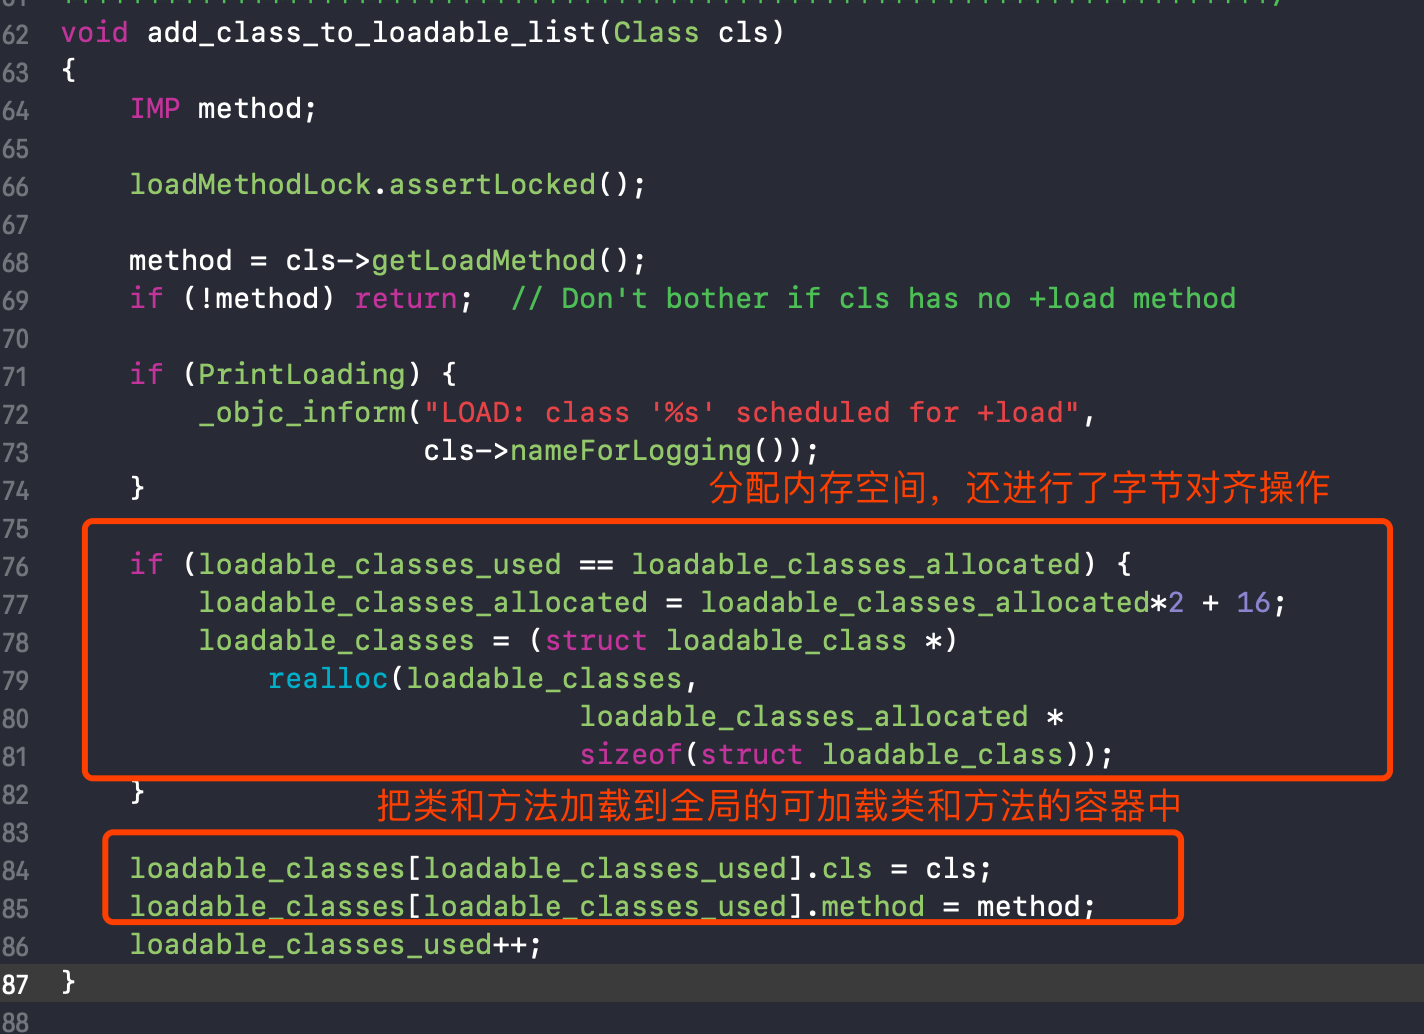 62 void add_class_to_loadable_list(Class cls)
63 {
64     IMP method;
65
66     loadMethodLock.assertLocked();
67
68     method = cls->getLoadMethod();
69     if (!method) return;  // Don't bother if cls has no +load method
70
71     if (PrintLoading) {
72         _objc_inform("LOAD: class '%s' scheduled for +load",
73                      cls->nameForLogging());
74     }
分配内存空间，还进行了字节对齐操作
75
76     if (loadable_classes_used == loadable_classes_allocated) {
77         loadable_classes_allocated = loadable_classes_allocated*2 + 16;
78         loadable_classes = (struct loadable_class *)
79             realloc(loadable_classes,
80                               loadable_classes_allocated *
81                               sizeof(struct loadable_class));
82     }
把类和方法加载到全局的可加载类和方法的容器中
83
84     loadable_classes[loadable_classes_used].cls = cls;
85     loadable_classes[loadable_classes_used].method = method;
86     loadable_classes_used++;
87 }
88